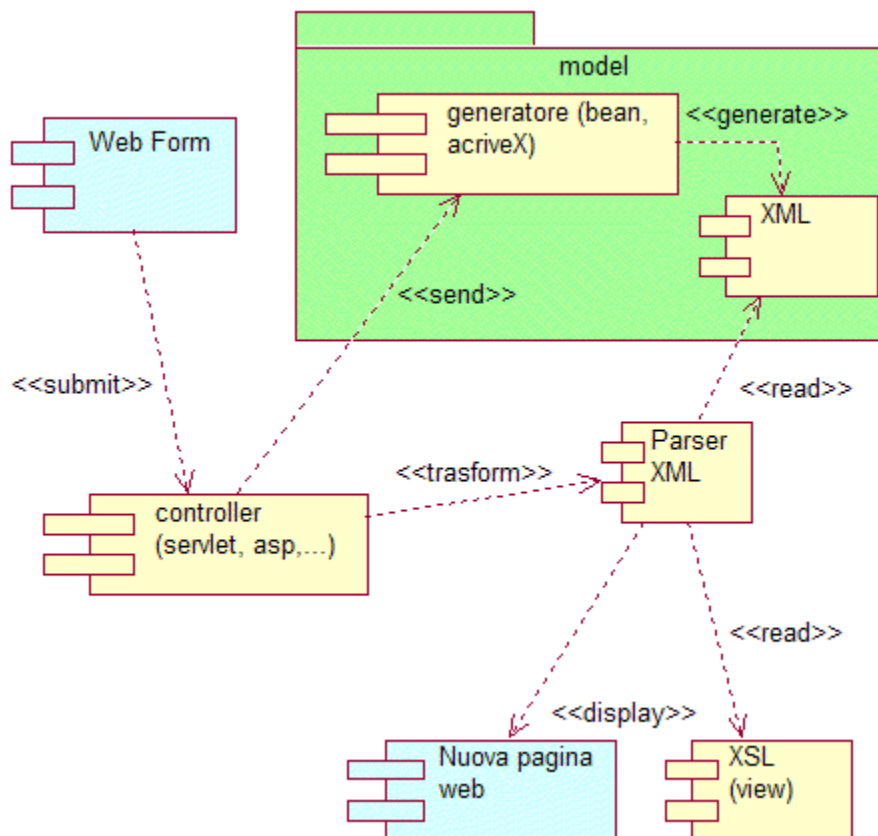 model
generatore (bean,
acriveX)
<<generate>>
Web Form
XML
<<send>>
<<submit>>
<<read>>
Parser
XML
<<trasform>>
controller
(servlet, asp,...)
<<read>>
<<display>>
Nuova pagina
web
XSL
(view)